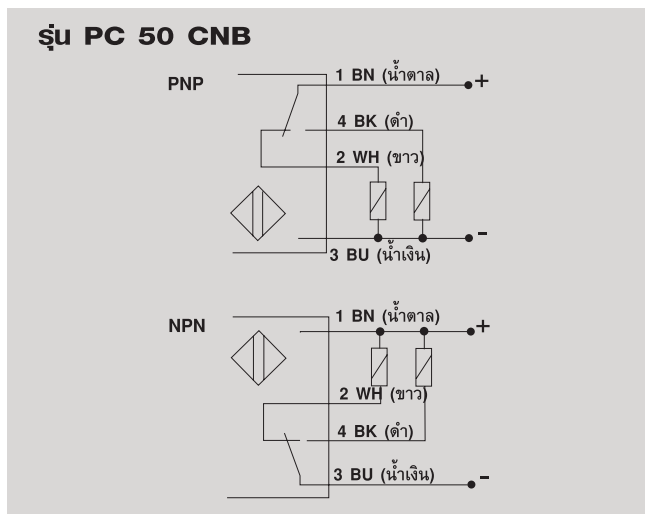 รุ่น PC 50 CNB
PNP
1 BN (น้ำตาล)
+
4 BK (ดำ)
2 WH (ขาว)
-
3 BU (น้ำเงิน)
NPN
1 BN (น้ำตาล)
+
2 WH (ขาว)
4 BK (ดำ)
3 BU (น้ำเงิน)
-